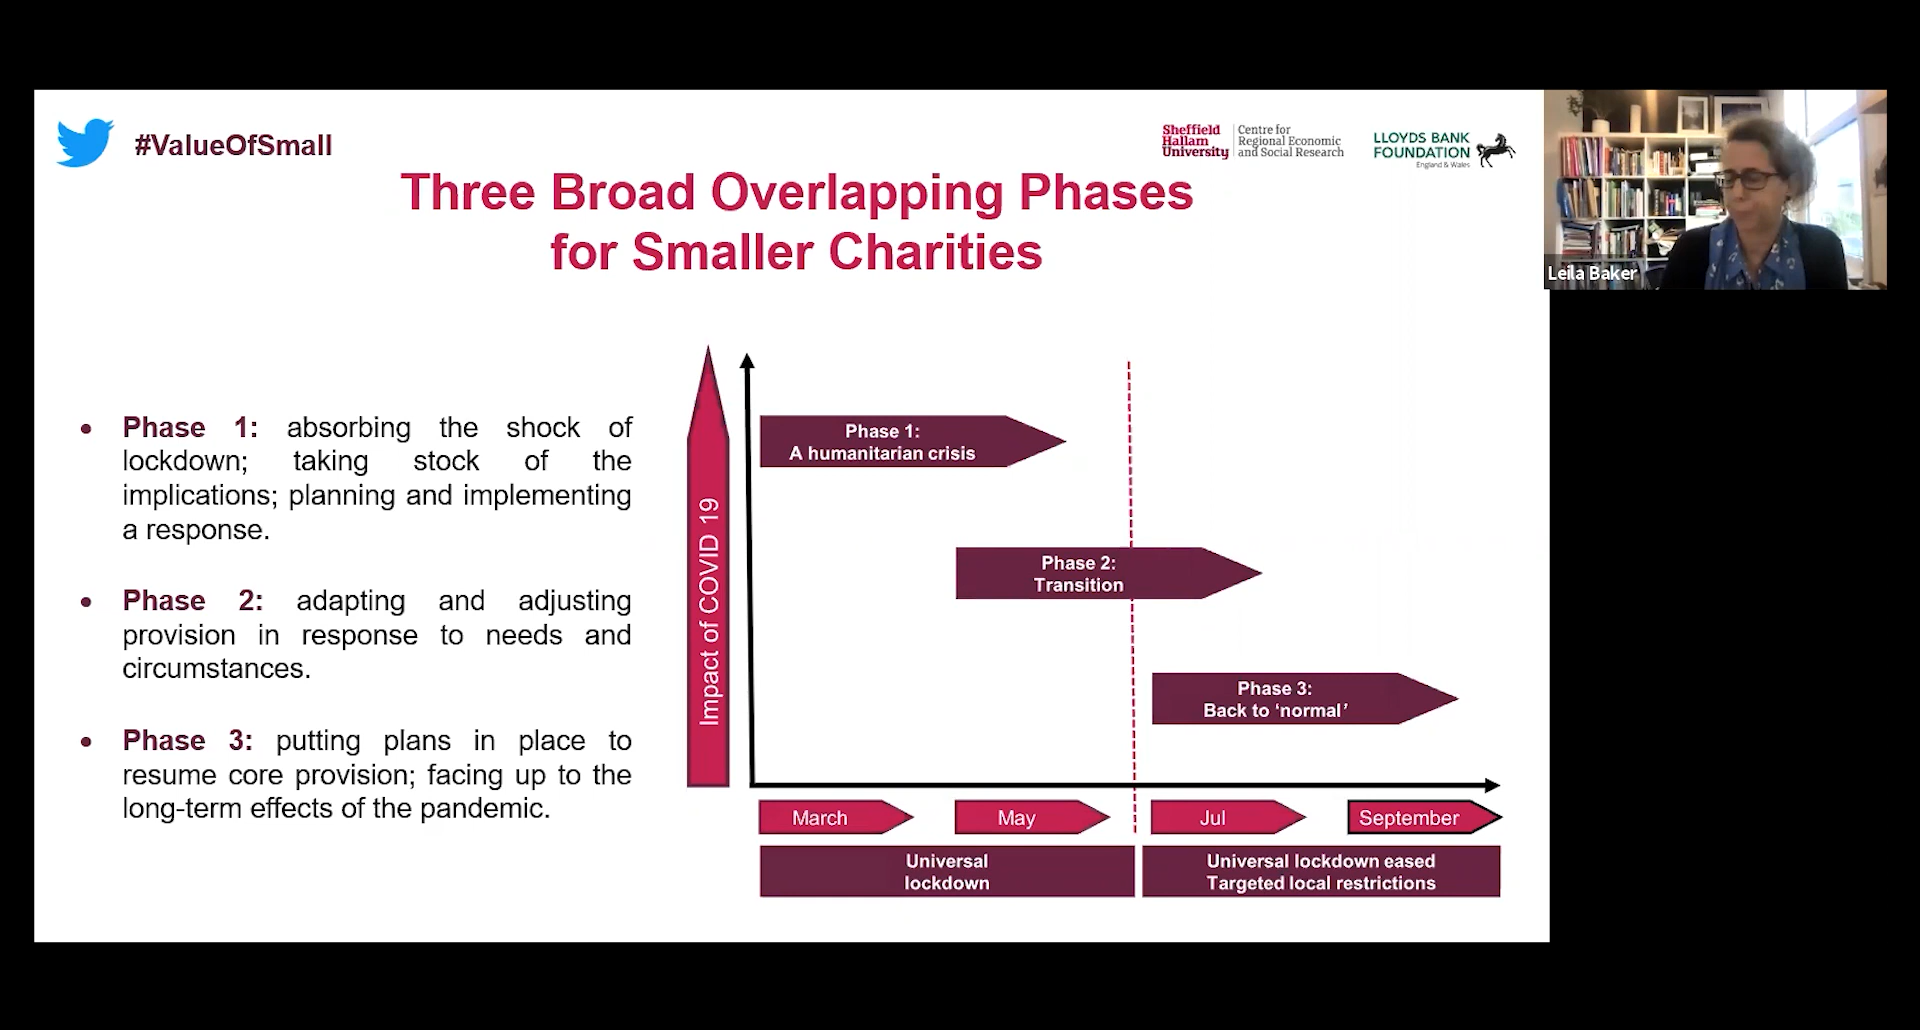 #ValueOfSmall
Sheffield
Hallam
University
Centre for
Regional Economic
and Social Research
LLOYDS BANK
FOUNDATION
England & Wales
Three Broad Overlapping Phases
for Smaller Charities
Leila Baker
• Phase 1: absorbing the shock of
lockdown; taking stock of the
implications; planning and implementing
a response.
• Phase 2: adapting and adjusting
provision in response to needs and
circumstances.
• Phase 3: putting plans in place to
resume core provision; facing up to the
long-term effects of the pandemic.
Impact of COVID 19
Phase 1:
A humanitarian crisis
Phase 2:
Transition
Phase 3:
Back to ‘normal’
March
May
Jul
September
Universal
lockdown
Universal lockdown eased
Targeted local restrictions